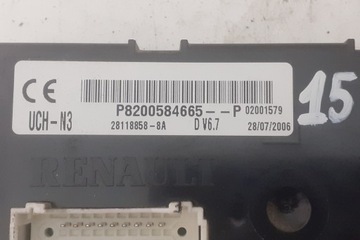 CE
UCH-N3
P8200584665--P
02001579
28118858-8A
D V6.7
28/07/2006
15
RENAULT